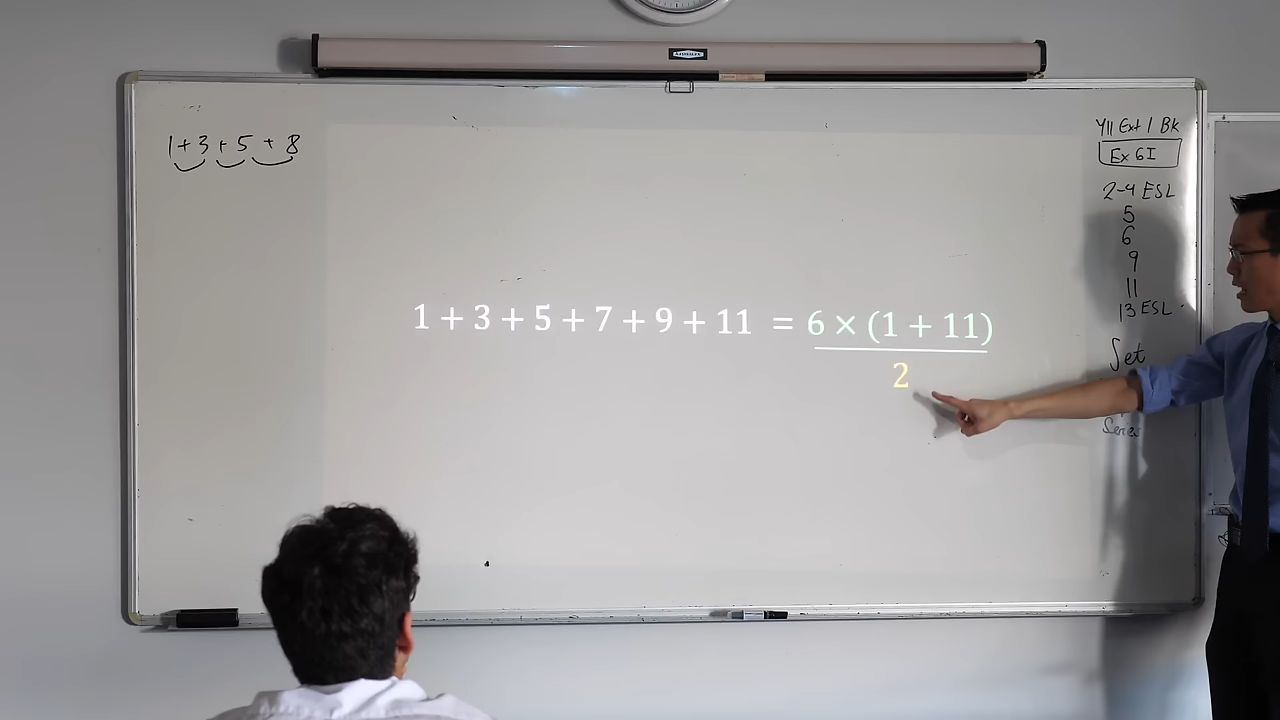 1 + 3 + 5 + 8
1 + 3 + 5 + 7 + 9 + 11 = 6 × (1 + 11)
2
Y11 Ext 1 Bk
Ex 6I
2-4 ESL
5
6
9
11
13 ESL
Set